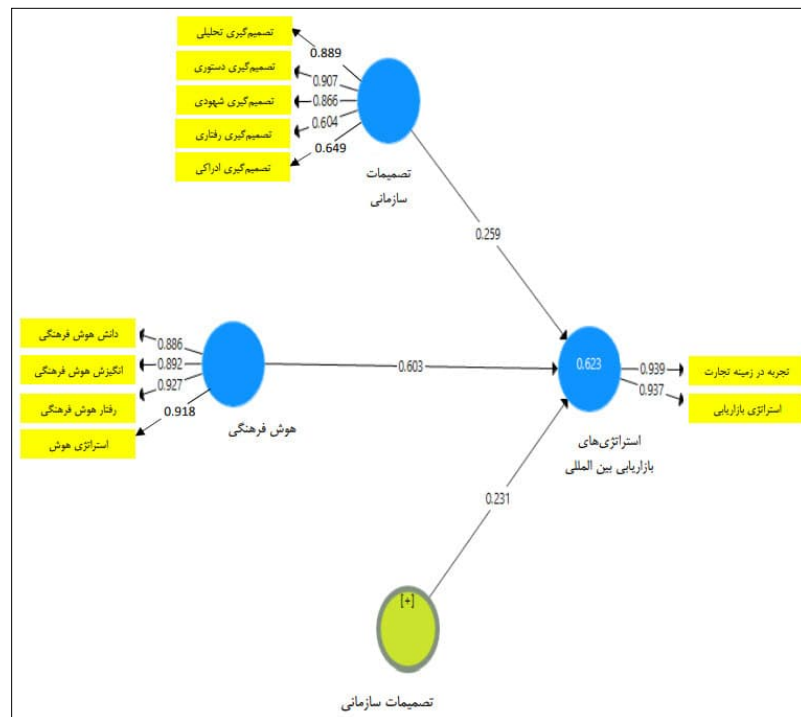 تصمیم‌گیری تحلیلی
0.889
تصمیم‌گیری دستوری
0.907
تصمیم‌گیری شهودی
0.866
تصمیم‌گیری رفتاری
0.604
تصمیم‌گیری ادراکی
0.649
تصمیمات
سازمانی
0.259
دانش هوش فرهنگی
0.886
انگیزش هوش فرهنگی
0.892
رفتار هوش فرهنگی
0.927
استراتژی هوش
0.918
هوش فرهنگی
0.603
0.623
0.939
تجربه در زمینه تجارت
0.937
استراتژی بازاریابی
استراتژی‌های
بازاریابی بین المللی
0.231
[+]
تصمیمات سازمانی